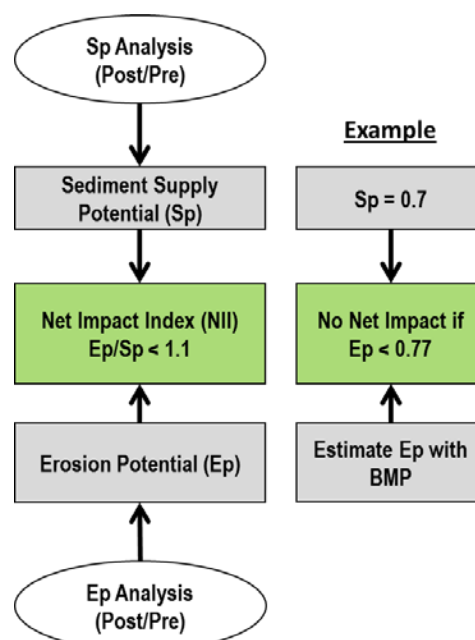 Sp Analysis
(Post/Pre)
Example
Sediment Supply
Potential (Sp)
Sp = 0.7
Net Impact Index (NII)
Ep/Sp < 1.1
No Net Impact if
Ep < 0.77
Erosion Potential (Ep)
Estimate Ep with
BMP
Ep Analysis
(Post/Pre)